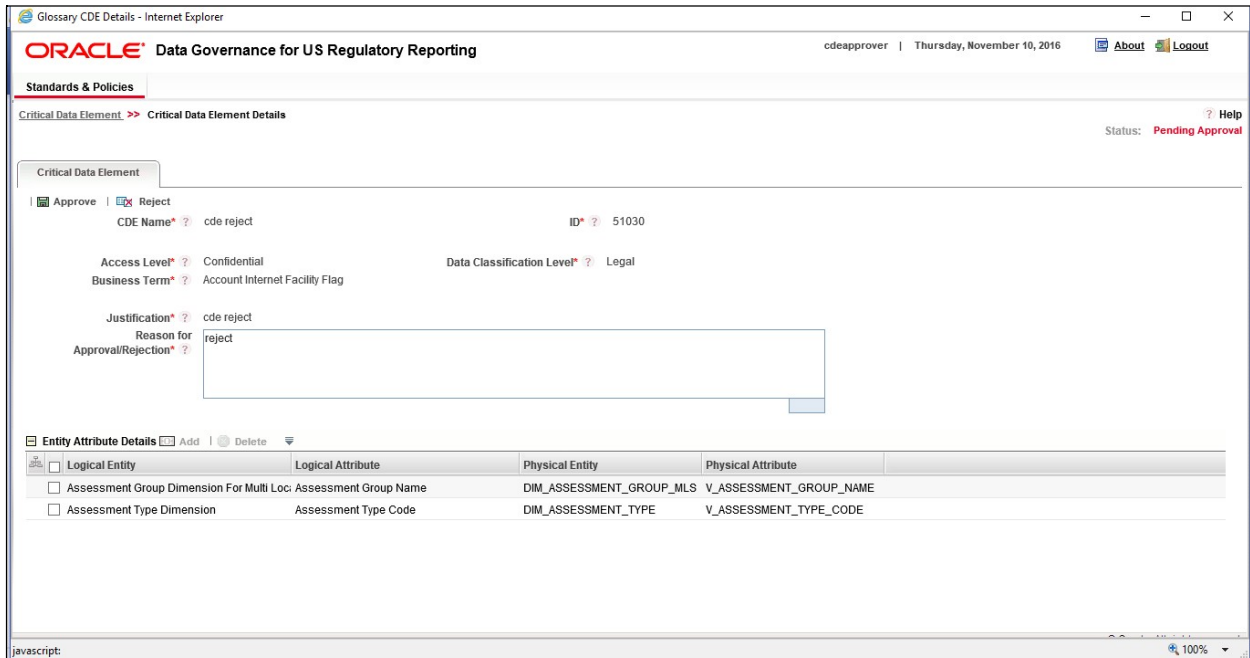 Glossary CDE Details - Internet Explorer
ORACLE Data Governance for US Regulatory Reporting
cdeapprover | Thursday, November 10, 2016 About Logout
Standards & Policies
Critical Data Element >> Critical Data Element Details
? Help
Status: Pending Approval
Critical Data Element
| Approve | Reject
CDE Name* ? cde reject ID* ? 51030
Access Level* ? Confidential Data Classification Level* ? Legal
Business Term* ? Account Internet Facility Flag
Justification* ? cde reject
Reason for
Approval/Rejection* ?
reject
Entity Attribute Details Add | Delete
Logical Entity Logical Attribute Physical Entity Physical Attribute
Assessment Group Dimension For Multi Loc Assessment Group Name DIM_ASSESSMENT_GROUP_MLS V_ASSESSMENT_GROUP_NAME
Assessment Type Dimension Assessment Type Code DIM_ASSESSMENT_TYPE V_ASSESSMENT_TYPE_CODE
javascript: 100%